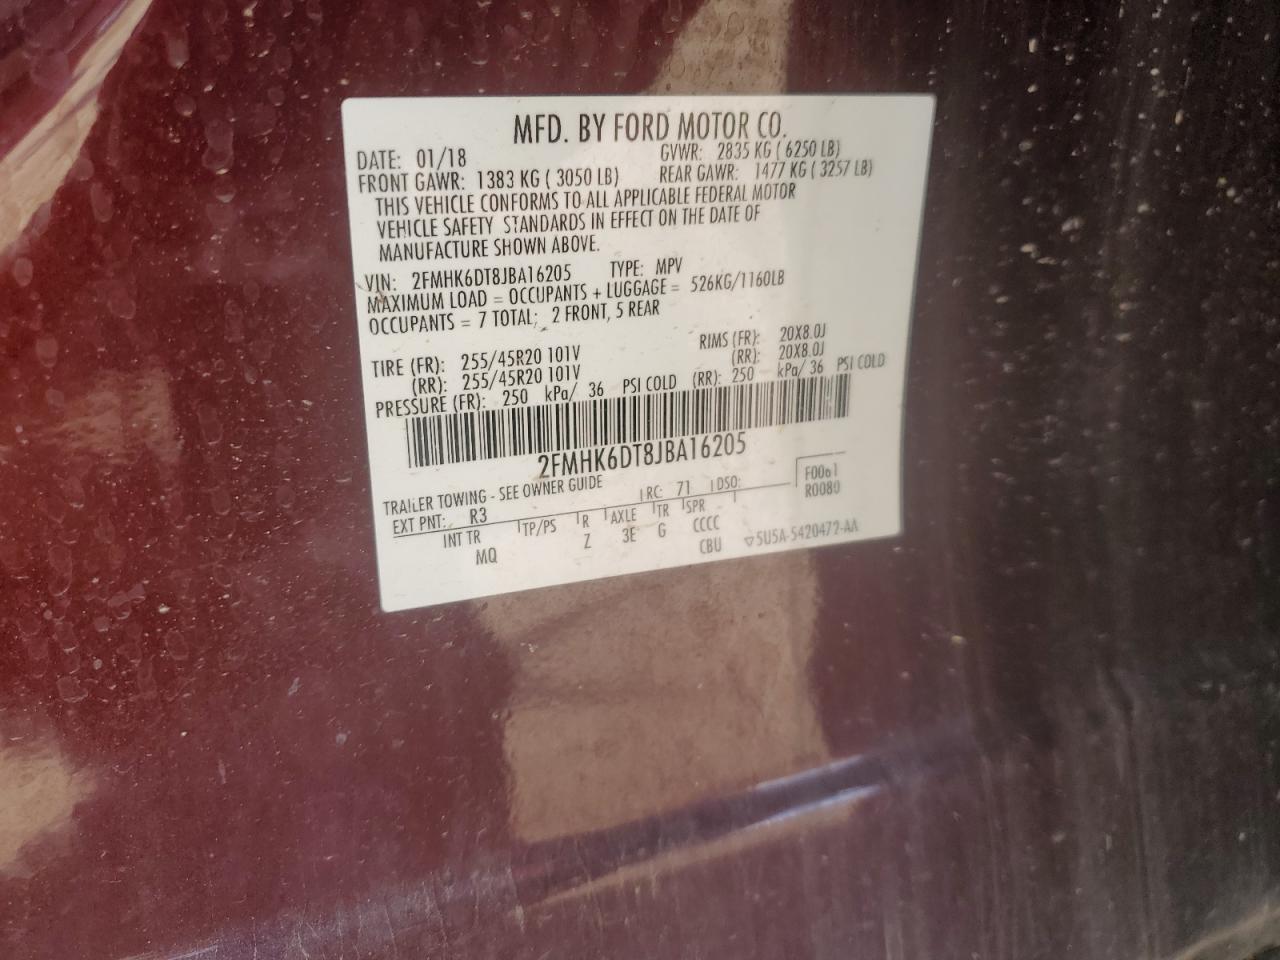 MFD. BY FORD MOTOR CO.
DATE: 01/18 GVWR: 2835 KG ( 6250 LB)
FRONT GAWR: 1383 KG ( 3050 LB) REAR GAWR: 1477 KG ( 3257 LB)
THIS VEHICLE CONFORMS TO ALL APPLICABLE FEDERAL MOTOR
VEHICLE SAFETY STANDARDS IN EFFECT ON THE DATE OF
MANUFACTURE SHOWN ABOVE.
VIN: 2FMHK6DT8JBA16205 TYPE: MPV
MAXIMUM LOAD = OCCUPANTS + LUGGAGE = 526KG/1160LB
OCCUPANTS = 7 TOTAL; 2 FRONT, 5 REAR
TIRE (FR): 255/45R20 101V RIMS (FR): 20X8.0J
(RR): 255/45R20 101V (RR): 20X8.0J
PRESSURE (FR): 250 kPa/ 36 PSI COLD (RR): 250 kPa/ 36 PSI COLD
2FMHK6DT8JBA16205
TRAILER TOWING - SEE OWNER GUIDE
EXT PNT: R3 RC: 71 DSO: F0061
R0080
INT TR TP/PS R AXLE TR SPR
MQ Z 3E G CCCC
CBU ▽5U5A-5420472-AA